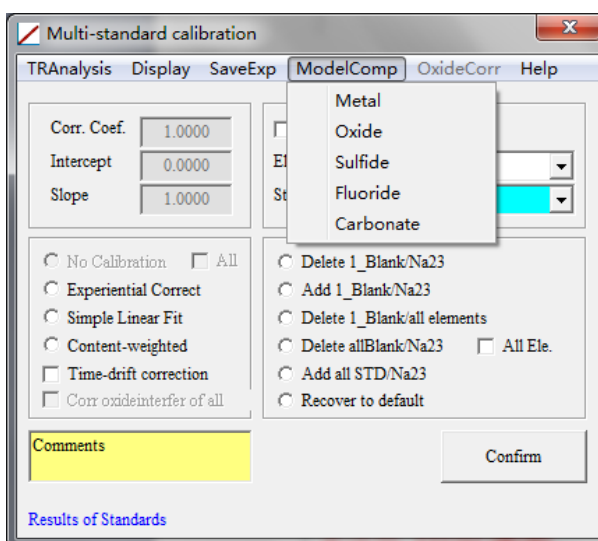 Multi-standard calibration
TRAnalysis Display SaveExp ModelComp OxideCorr Help
Metal
Oxide
Sulfide
Fluoride
Carbonate
Corr. Coef. 1.0000
Intercept 0.0000
Slope 1.0000
El
St
No Calibration All
Experiential Correct
Simple Linear Fit
Content-weighted
Time-drift correction
Corr oxideinterfer of all
Delete 1_Blank/Na23
Add 1_Blank/Na23
Delete 1_Blank/all elements
Delete allBlank/Na23 All Ele.
Add all STD/Na23
Recover to default
Comments
Confirm
Results of Standards